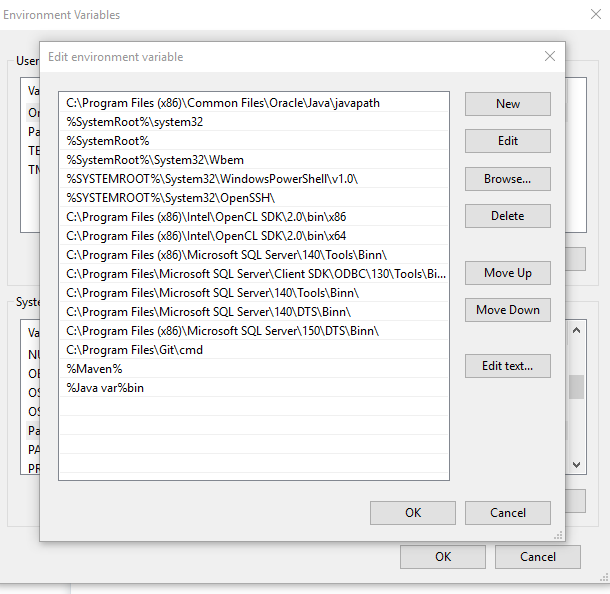 Environment Variables
Edit environment variable
User
Va
Pa
TE
C:\Program Files (x86)\Common Files\Oracle\Java\javapath
%SystemRoot%\system32
%SystemRoot%
%SystemRoot%\System32\Wbem
%SYSTEMROOT%\System32\WindowsPowerShell\v1.0\
%SYSTEMROOT%\System32\OpenSSH\
C:\Program Files (x86)\Intel\OpenCL SDK\2.0\bin\x86
C:\Program Files (x86)\Intel\OpenCL SDK\2.0\bin\x64
C:\Program Files (x86)\Microsoft SQL Server\140\Tools\Binn\
C:\Program Files\Microsoft SQL Server\Client SDK\ODBC\130\Tools\Bi...
C:\Program Files\Microsoft SQL Server\140\Tools\Binn\
C:\Program Files\Microsoft SQL Server\140\DTS\Binn\
C:\Program Files (x86)\Microsoft SQL Server\150\DTS\Binn\
C:\Program Files\Git\cmd
%Maven%
%Java var%bin
New
Edit
Browse...
Delete
Move Up
Move Down
Edit text...
Syste
Va
OS
OS
Pa
PA
PR
OK
Cancel
OK
Cancel